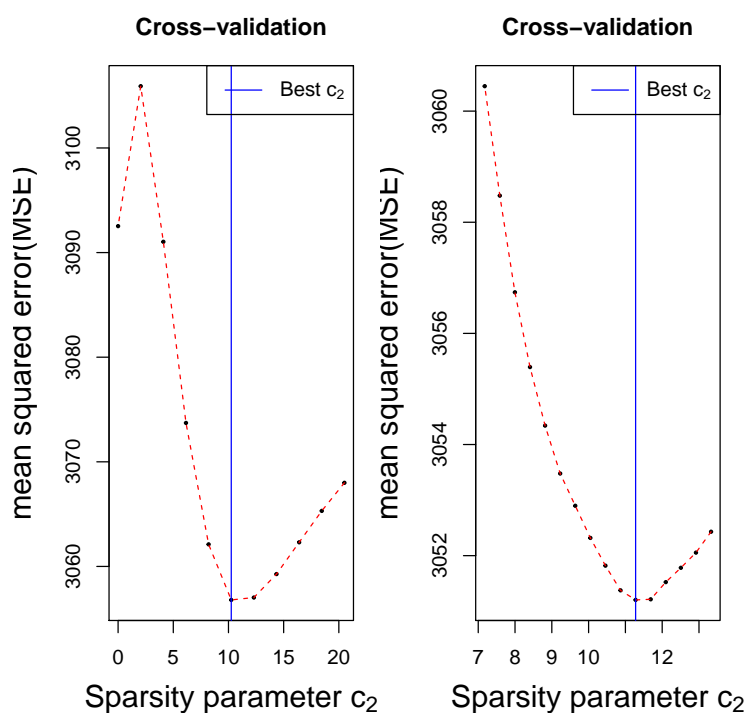 Cross−validation
Best c2
mean squared error(MSE)
3100
3090
3080
3070
3060
0 5 10 15 20
Sparsity parameter c2
Cross−validation
Best c2
mean squared error(MSE)
3060
3058
3056
3054
3052
7 8 9 10 12
Sparsity parameter c2